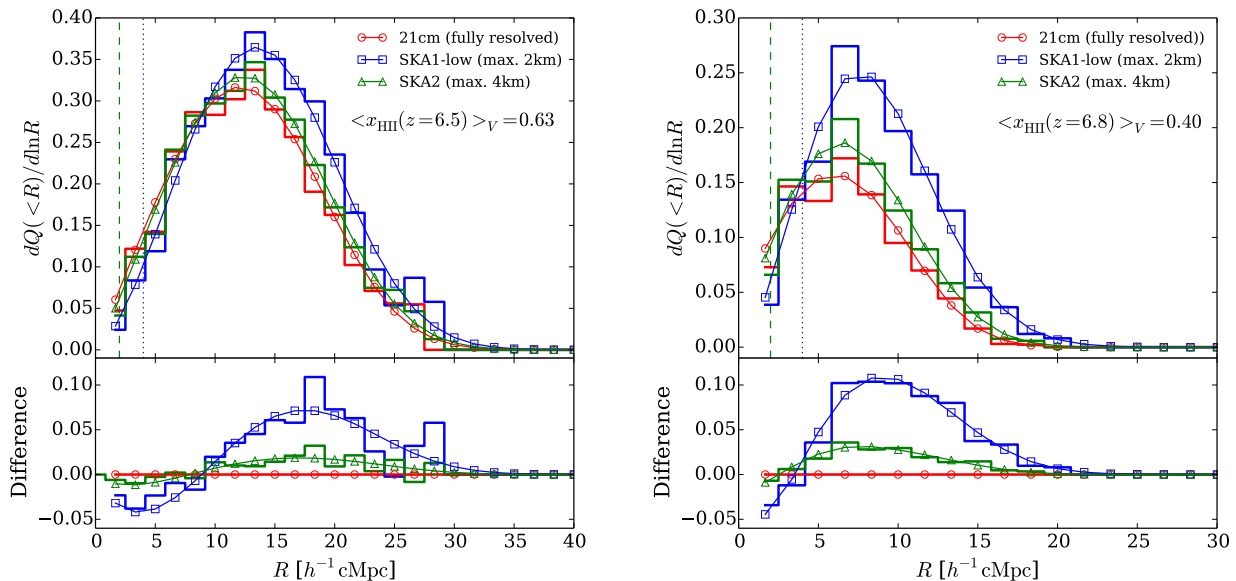 0.40
0.35
0.30
0.25
0.20
0.15
0.10
0.05
0.00
dQ(<R)/dlnR
21cm (fully resolved)
SKA1-low (max. 2km)
SKA2 (max. 4km)
<x_HII(z=6.5)>_V=0.63
0.10
0.05
0.00
−0.05
Difference
0 5 10 15 20 25 30 35 40
R [h⁻¹cMpc]
0.30
0.25
0.20
0.15
0.10
0.05
0.00
dQ(<R)/dlnR
21cm (fully resolved))
SKA1-low (max. 2km)
SKA2 (max. 4km)
<x_HII(z=6.8)>_V=0.40
0.10
0.05
0.00
−0.05
Difference
0 5 10 15 20 25 30
R [h⁻¹cMpc]